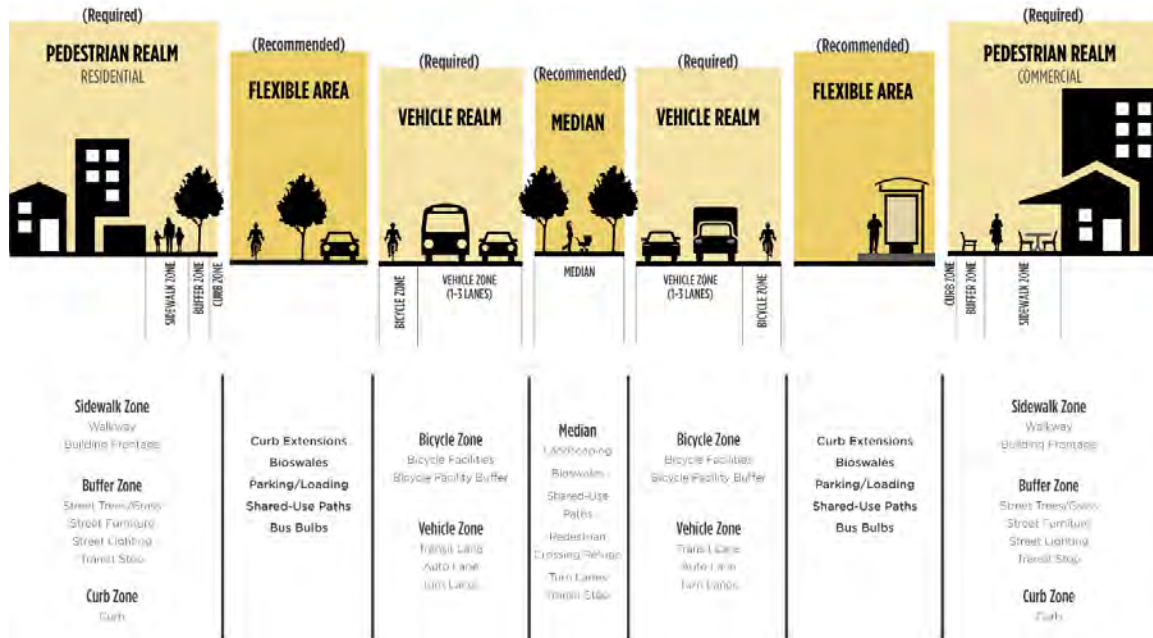 (Required)
PEDESTRIAN REALM
RESIDENTIAL
(Recommended)
FLEXIBLE AREA
(Required)
VEHICLE REALM
(Recommended)
MEDIAN
(Required)
VEHICLE REALM
(Recommended)
FLEXIBLE AREA
(Required)
PEDESTRIAN REALM
COMMERCIAL
SIDEWALK ZONE
BUFFER ZONE
CURB ZONE
BICYCLE ZONE
VEHICLE ZONE
(1-3 LANES)
MEDIAN
VEHICLE ZONE
(1-3 LANES)
BICYCLE ZONE
CURB ZONE
BUFFER ZONE
SIDEWALK ZONE
Sidewalk Zone
Walkway
Building Frontage
Buffer Zone
Street Trees/Grass
Street Furniture
Street Lighting
Transit Stop
Curb Zone
Curb
Curb Extensions
Bioswales
Parking/Loading
Shared-Use Paths
Bus Bulbs
Bicycle Zone
Bicycle Facilities
Bicycle Facility Buffer
Vehicle Zone
Transit Lane
Auto Lane
Turn Lanes
Median
Landscaping
Bioswales
Shared-Use
Paths
Pedestrian
Crossing Refuge
Turn Lanes
Transit Stop
Bicycle Zone
Bicycle Facilities
Bicycle Facility Buffer
Vehicle Zone
Transit Lane
Auto Lane
Turn Lanes
Curb Extensions
Bioswales
Parking/Loading
Shared-Use Paths
Bus Bulbs
Sidewalk Zone
Walkway
Building Frontage
Buffer Zone
Street Trees/Grass
Street Furniture
Street Lighting
Transit Stop
Curb Zone
Curb